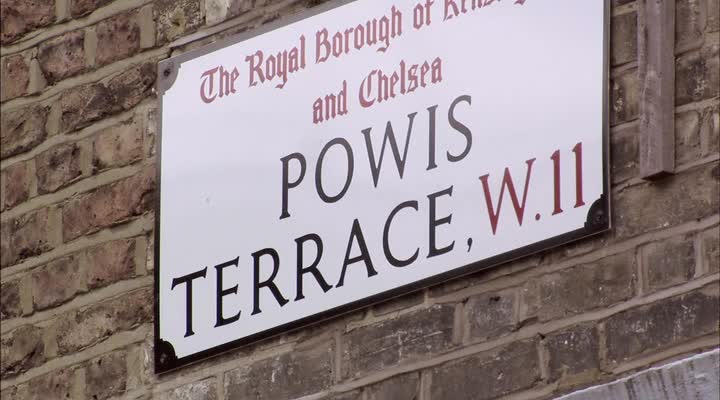 The Royal Borough of
and Chelsea
POWIS
TERRACE, W.11